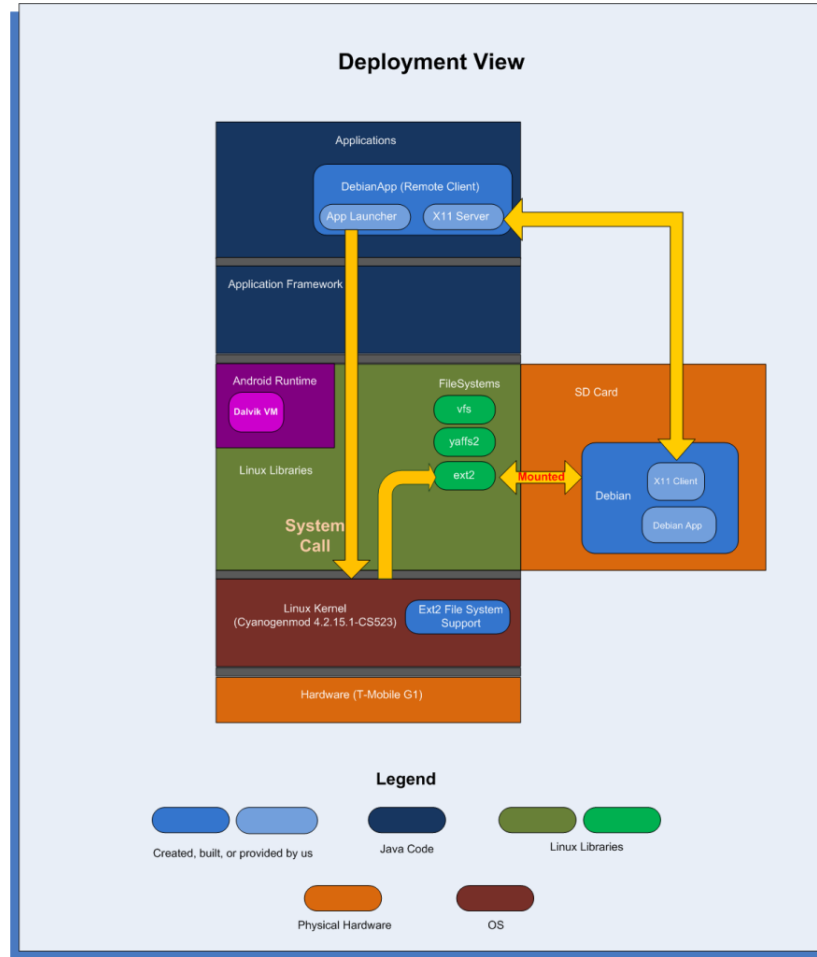 Deployment View
Applications
DebianApp (Remote Client)
App Launcher
X11 Server
Application Framework
Android Runtime
Dalvik VM
FileSystems
vfs
yaffs2
ext2
Linux Libraries
System
Call
SD Card
Mounted
Debian
X11 Client
Debian App
Linux Kernel
(Cyanogenmod 4.2.15.1-CS523)
Ext2 File System
Support
Hardware (T-Mobile G1)
Legend
Created, built, or provided by us
Java Code
Linux Libraries
Physical Hardware
OS